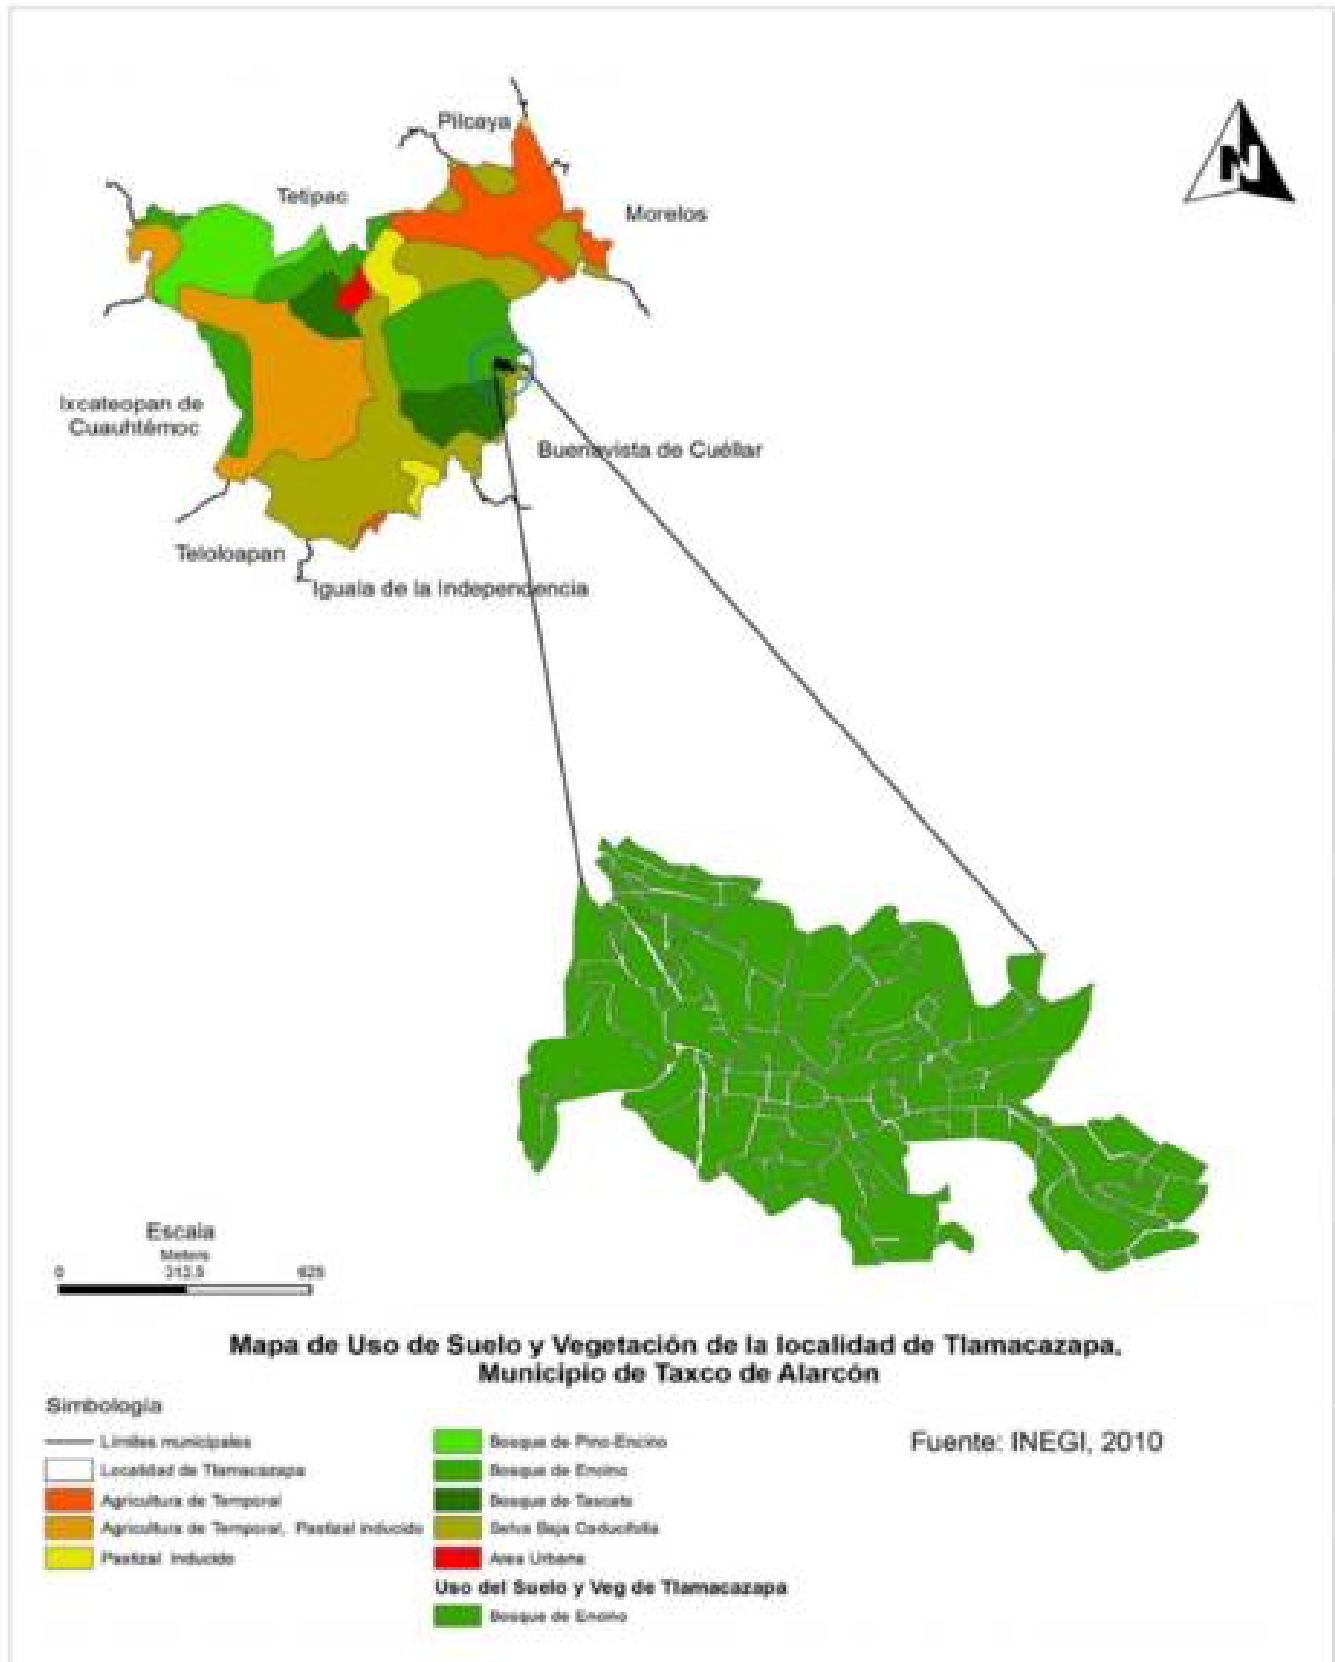 Pilcaya
Tetipac
Morelos
N
Ixcateopan de
Cuauhtémoc
Buenavista de Cuéllar
Teloloapan
Iguala de la Independencia
Escala
Meters
0 312.5 625
Mapa de Uso de Suelo y Vegetación de la localidad de Tlamacazapa,
Municipio de Taxco de Alarcón
Simbología
Límites municipales
Localidad de Tlamacazapa
Agricultura de Temporal
Agricultura de Temporal, Pastizal inducido
Pastizal Inducido
Bosque de Pino-Encino
Bosque de Encino
Bosque de Tascate
Selva Baja Caducifolia
Area Urbana
Uso del Suelo y Veg de Tlamacazapa
Bosque de Encino
Fuente: INEGI, 2010